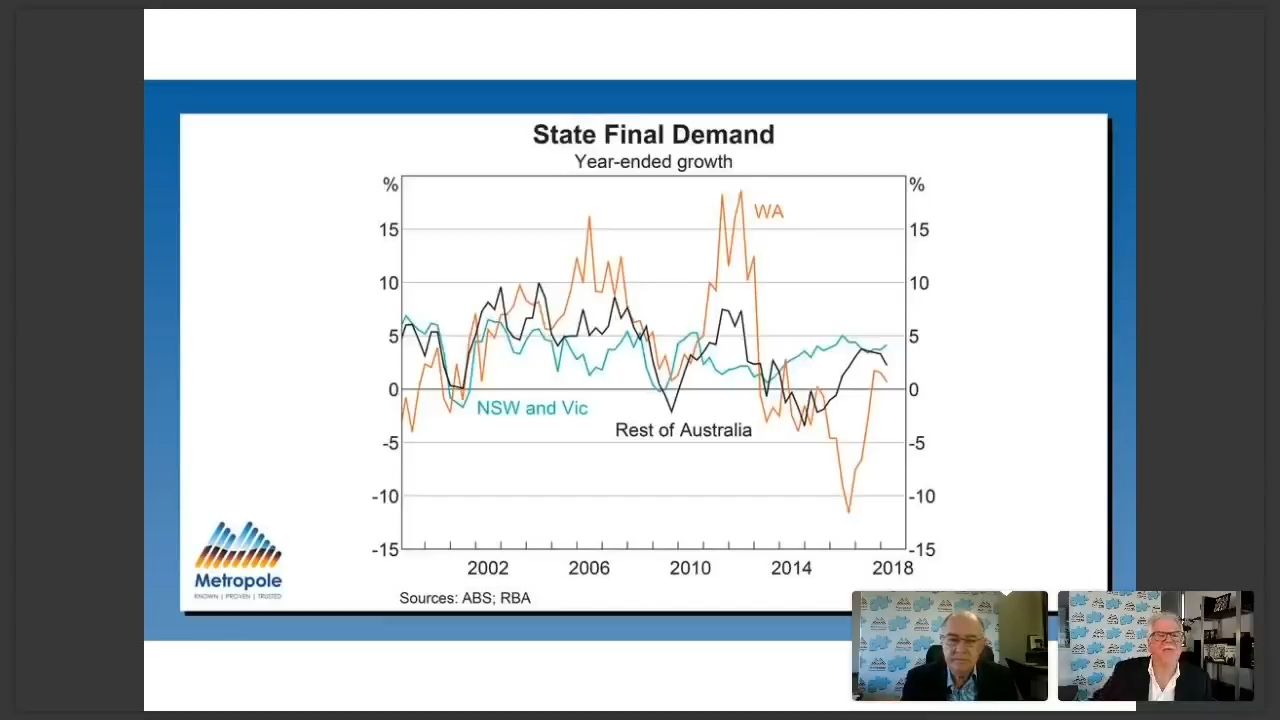 State Final Demand
Year-ended growth
% %
WA
15 15
10 10
5 5
0 0
NSW and Vic
Rest of Australia
-5 -5
-10 -10
-15 -15
2002 2006 2010 2014 2018
Sources: ABS; RBA
Metropole
KNOWN | PROVEN | TRUSTED